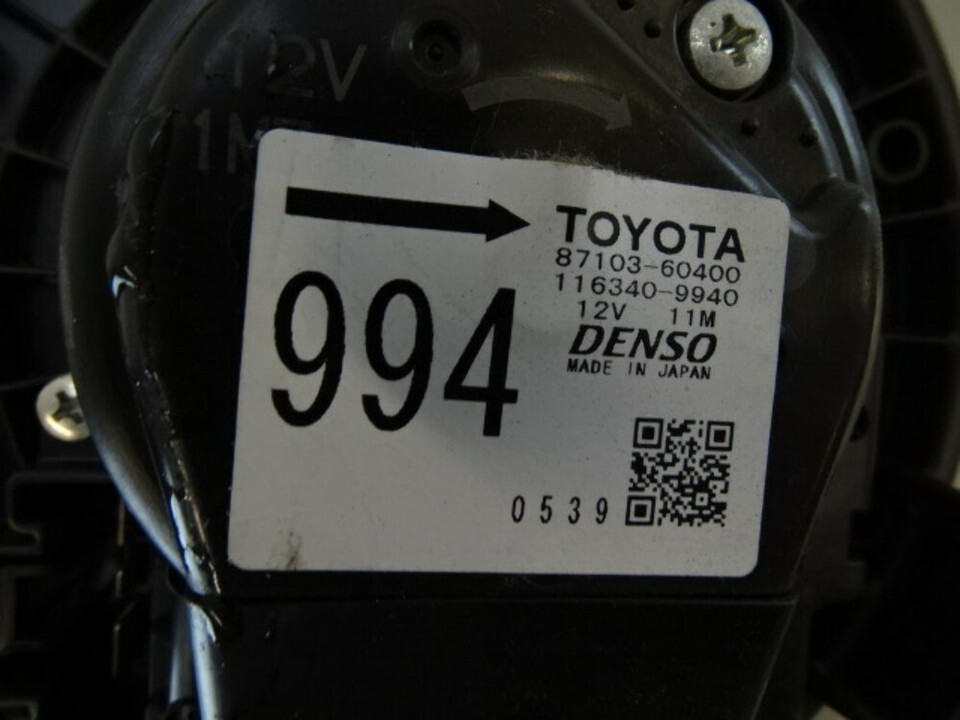 12V
TOYOTA
87103-60400
116340-9940
12V 11M
DENSO
MADE IN JAPAN
994
0539